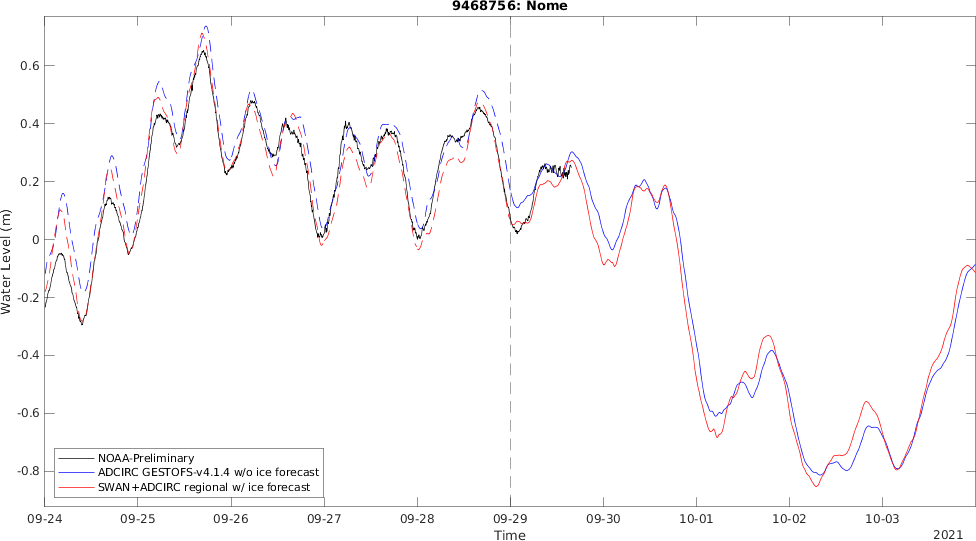 9468756: Nome
Water Level (m)
0.6
0.4
0.2
0
-0.2
-0.4
-0.6
-0.8
NOAA-Preliminary
ADCIRC GESTOFS-v4.1.4 w/o ice forecast
SWAN+ADCIRC regional w/ ice forecast
09-24 09-25 09-26 09-27 09-28 09-29 09-30 10-01 10-02 10-03
Time
2021